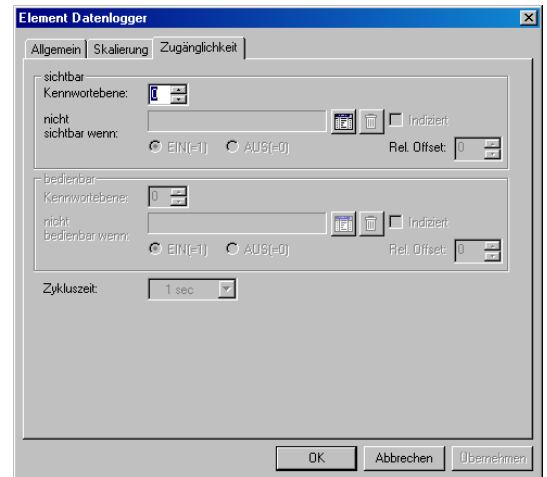 Element Datenlogger
Allgemein Skalierung Zugänglichkeit
sichtbar
Kennwortebene: 0
nicht
sichtbar wenn:
Indiziert
EIN(=1) AUS(=0) Rel. Offset: 0
bedienbar
Kennwortebene: 0
nicht
bedienbar wenn:
Indiziert
EIN(=1) AUS(=0) Rel. Offset: 0
Zykluszeit: 1 sec
OK Abbrechen Übernehmen